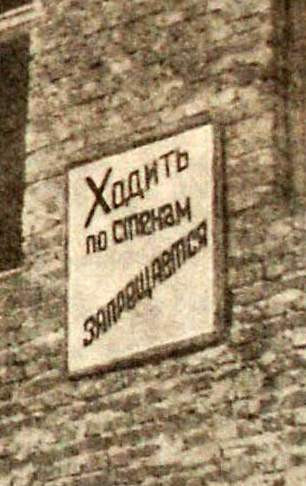 Ходить
по стенам
запрещается